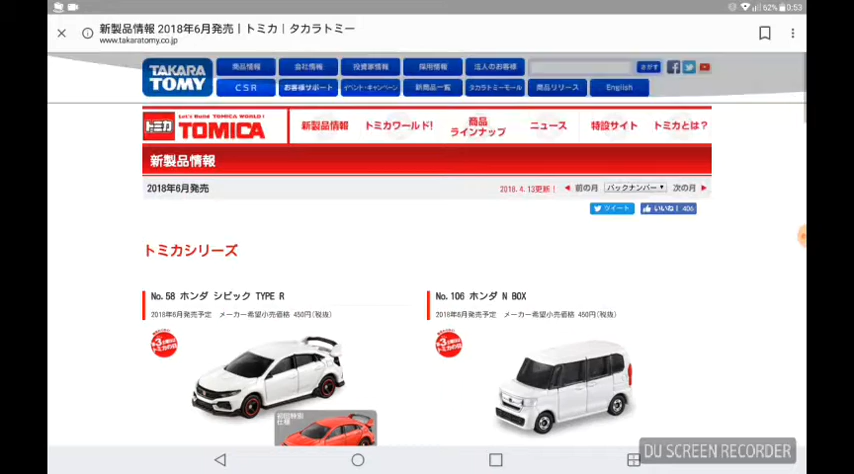 62% 0:53
新製品情報 2018年6月発売｜トミカ｜タカラトミー
www.takaratomy.co.jp
TAKARA TOMY
商品情報 会社情報 投資家情報 採用情報 法人のお客様 さがす
CSR お客様サポート イベント・キャンペーン 新商品一覧 タカラトミーモール 商品リリース English
トミカ Let's Build TOMICA WORLD! TOMICA
新製品情報 トミカワールド! 商品ラインナップ ニュース 特設サイト トミカとは?
新製品情報
2018年6月発売 2018.4.13更新! 前の月 バックナンバー 次の月
ツイート いいね! 406
トミカシリーズ
No.58 ホンダ シビック TYPE R
2018年6月発売予定 メーカー希望小売価格 450円(税抜)
No.106 ホンダ N BOX
2018年6月発売予定 メーカー希望小売価格 450円(税抜)
初回特別仕様
DU SCREEN RECORDER